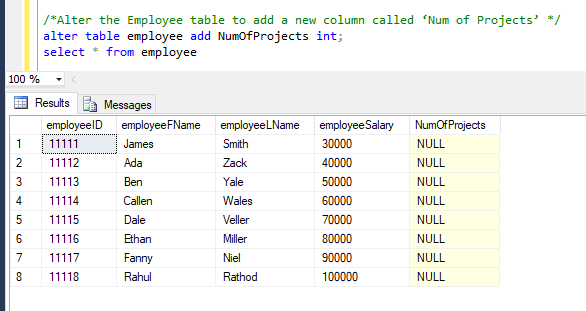 /*Alter the Employee table to add a new column called ‘Num of Projects’ */
alter table employee add NumOfProjects int;
select * from employee
100 %
Results Messages
employeeID employeeFName employeeLName employeeSalary NumOfProjects
1 11111 James Smith 30000 NULL
2 11112 Ada Zack 40000 NULL
3 11113 Ben Yale 50000 NULL
4 11114 Callen Wales 60000 NULL
5 11115 Dale Veller 70000 NULL
6 11116 Ethan Miller 80000 NULL
7 11117 Fanny Niel 90000 NULL
8 11118 Rahul Rathod 100000 NULL